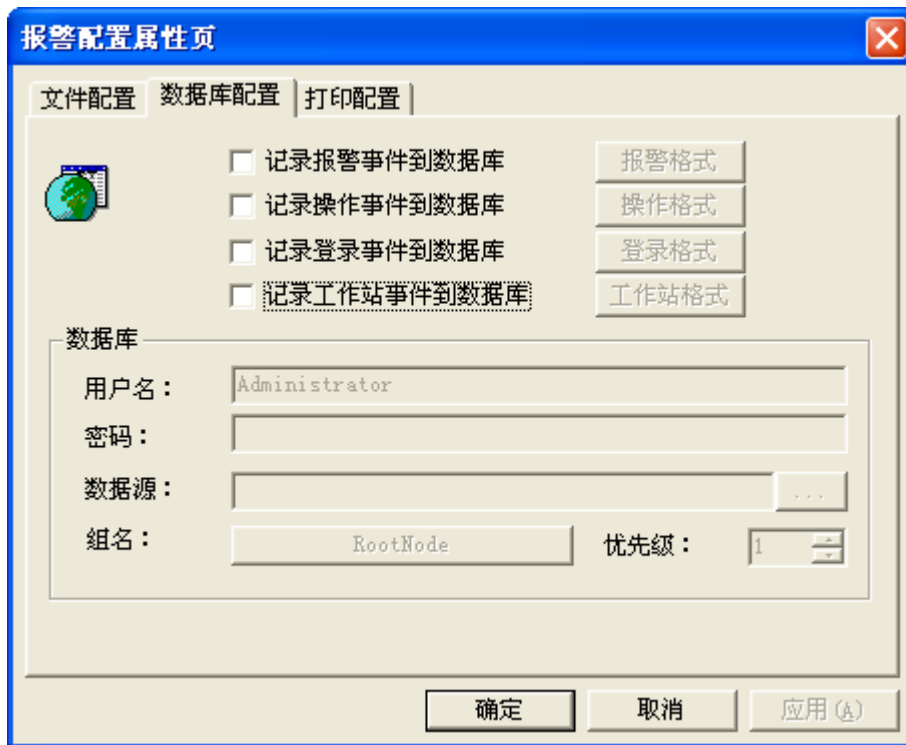 报警配置属性页
文件配置 数据库配置 打印配置
记录报警事件到数据库 报警格式
记录操作事件到数据库 操作格式
记录登录事件到数据库 登录格式
记录工作站事件到数据库 工作站格式
数据库
用户名： Administrator
密码：
数据源： ...
组名： RootNode 优先级： 1
确定 取消 应用(A)